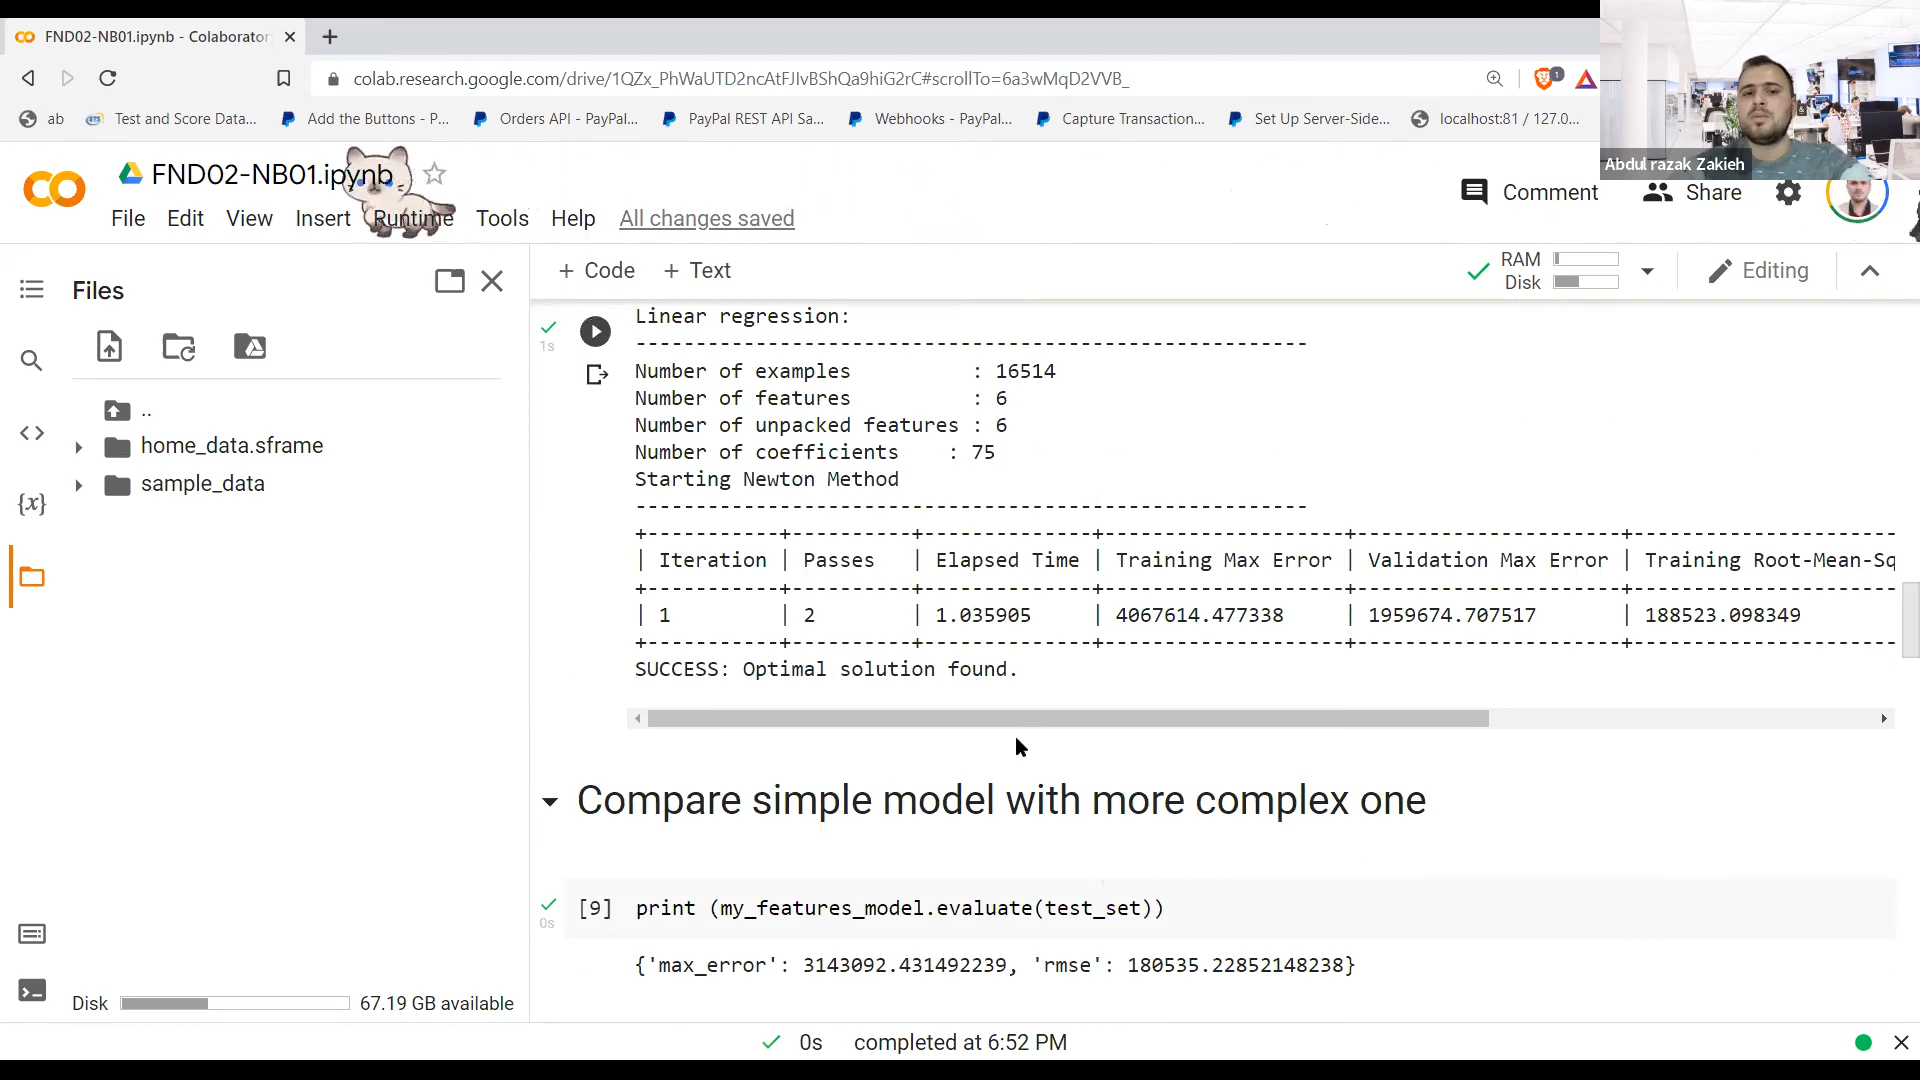 FND02-NB01.ipynb - Colaborator
colab.research.google.com/drive/1QZx_PhWaUTD2ncAtFJIvBShQa9hiG2rC#scrollTo=6a3wMqD2VVB_
1
ab
Test and Score Data...
Add the Buttons - P...
Orders API - PayPal...
PayPal REST API Sa...
Webhooks - PayPal...
Capture Transaction...
Set Up Server-Side...
localhost:81 / 127.0...
Abdul razak Zakieh
FND02-NB01.ipynb
Comment
Share
File Edit View Insert Runtime Tools Help All changes saved
Files
+ Code + Text
RAM
Disk
Editing
..
home_data.sframe
sample_data
{x}
Disk
67.19 GB available
1s
Linear regression:
--------------------------------------------------------
Number of examples : 16514
Number of features : 6
Number of unpacked features : 6
Number of coefficients : 75
Starting Newton Method
--------------------------------------------------------
+-----------+----------+--------------+--------------------+----------------------+----------------------
| Iteration | Passes | Elapsed Time | Training Max Error | Validation Max Error | Training Root-Mean-Sq
+-----------+----------+--------------+--------------------+----------------------+----------------------
| 1 | 2 | 1.035905 | 4067614.477338 | 1959674.707517 | 188523.098349
+-----------+----------+--------------+--------------------+----------------------+----------------------
SUCCESS: Optimal solution found.
Compare simple model with more complex one
0s
[9] print (my_features_model.evaluate(test_set))
{'max_error': 3143092.431492239, 'rmse': 180535.22852148238}
0s completed at 6:52 PM